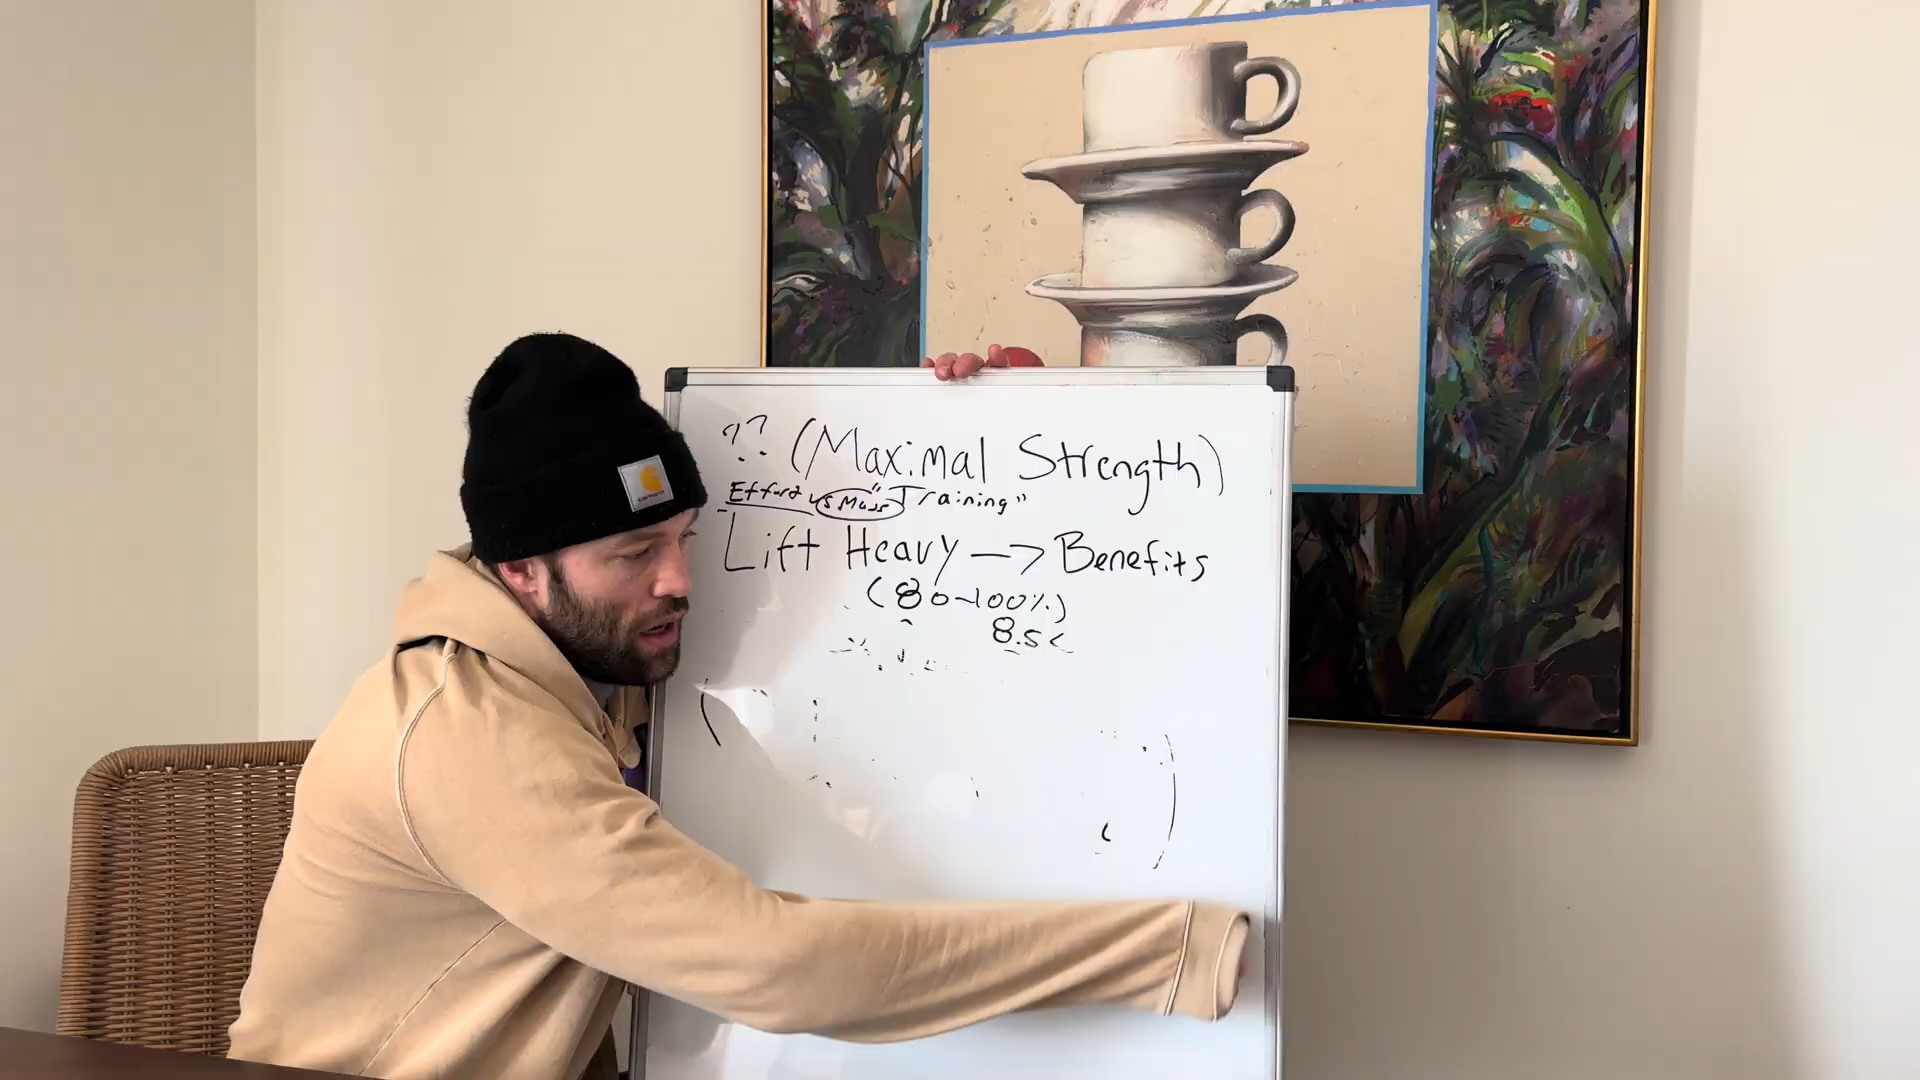 ?? (Maximal Strength)
Effort vs Mass "Training"
Lift Heavy —> Benefits
(80-100%)
8.5<